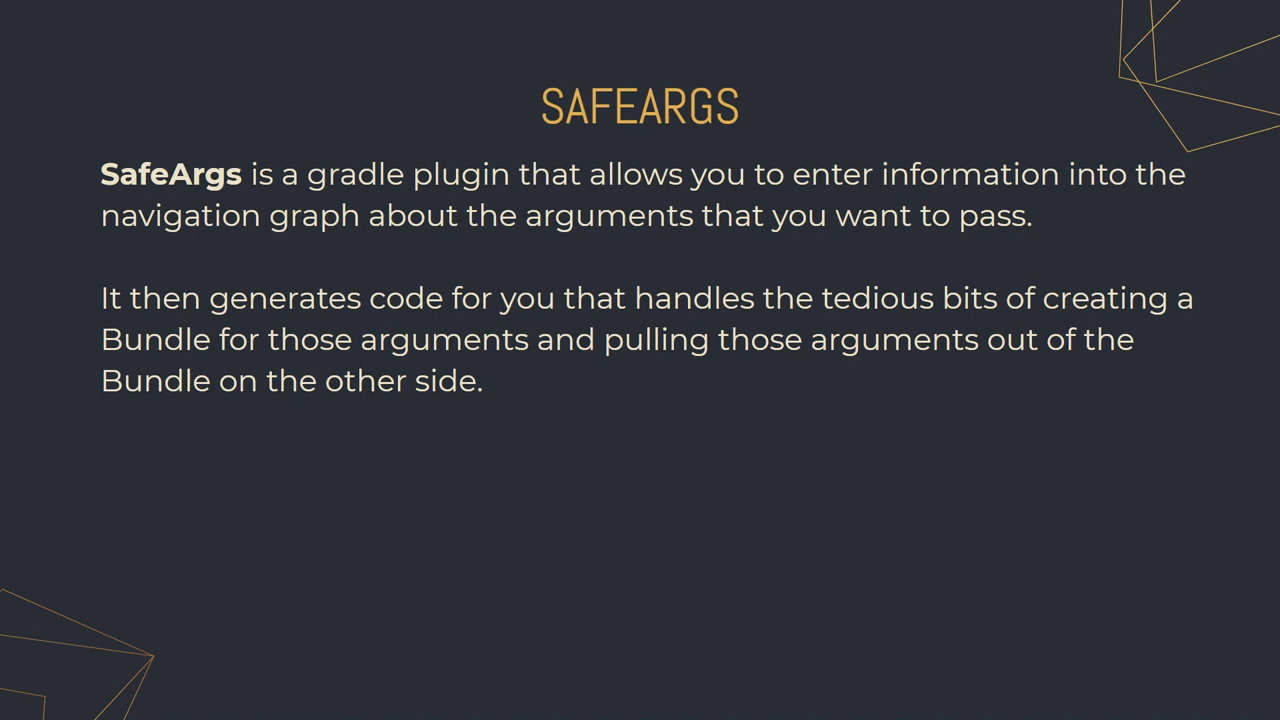 SAFEARGS
SafeArgs is a gradle plugin that allows you to enter information into the
navigation graph about the arguments that you want to pass.
It then generates code for you that handles the tedious bits of creating a
Bundle for those arguments and pulling those arguments out of the
Bundle on the other side.